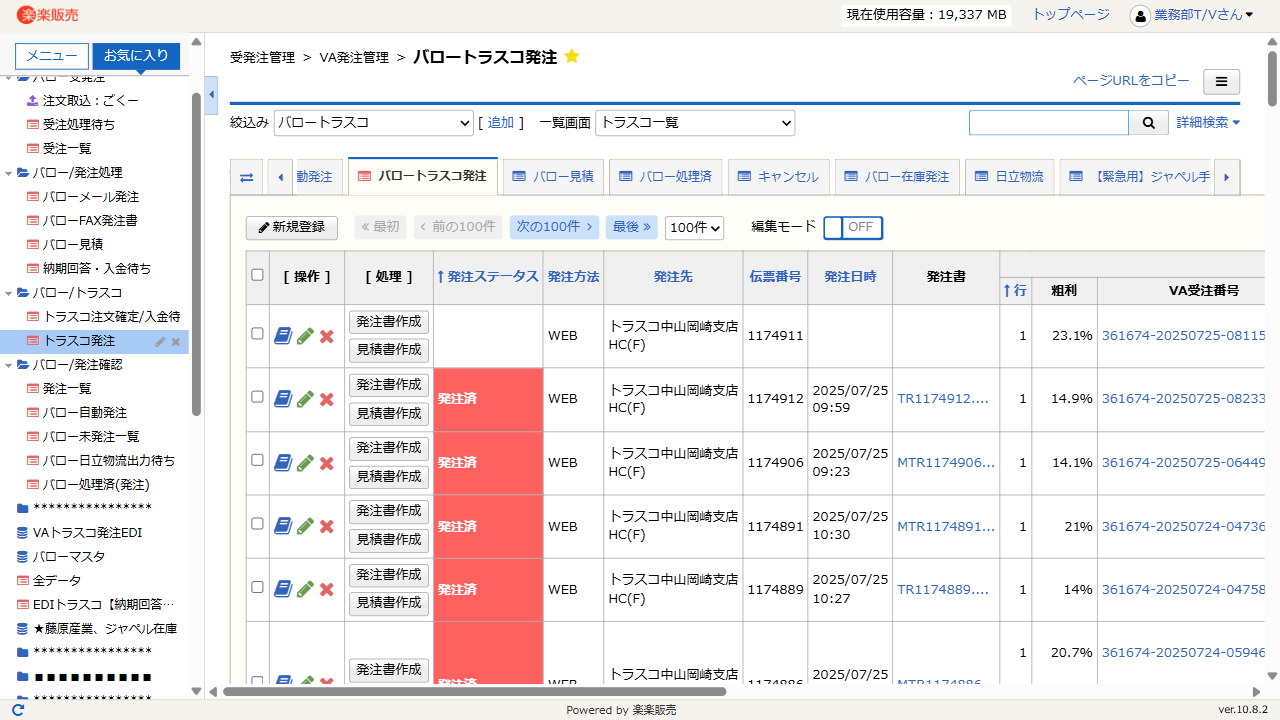 楽楽販売
現在使用容量：19,337 MB
トップページ
業務部T/Vさん
メニュー
お気に入り
バロー受発注
注文取込：ごくー
受注処理待ち
受注一覧
バロー/発注処理
バローメール発注
バローFAX発注書
バロー見積
納期回答・入金待ち
バロー/トラスコ
トラスコ注文確定/入金待
トラスコ発注
バロー/発注確認
発注一覧
バロー自動発注
バロー未発注一覧
バロー日立物流出力待ち
バロー処理済(発注)
****************
VAトラスコ発注EDI
バローマスタ
全データ
EDIトラスコ【納期回答…
★藤原産業、ジャペル在庫
****************
■■■■■■■■■■
****************
受発注管理 > VA発注管理 > バロートラスコ発注
ページURLをコピー
絞込み バロートラスコ [ 追加 ] 一覧画面 トラスコ一覧
詳細検索
動発注 バロートラスコ発注 バロー見積 バロー処理済 キャンセル バロー在庫発注 日立物流 【緊急用】ジャペル手
新規登録 « 最初 ‹ 前の100件 次の100件 › 最後 » 100件 編集モード OFF
[ 操作 ] [ 処理 ] ↑発注ステータス 発注方法 発注先 伝票番号 発注日時 発注書
↑行 粗利 VA受注番号
発注書作成
見積書作成
WEB
トラスコ中山岡崎支店
HC(F)
1174911
1 23.1% 361674-20250725-08115
発注書作成
見積書作成
発注済
WEB
トラスコ中山岡崎支店
HC(F)
1174912
2025/07/25
09:59
TR1174912....
1 14.9% 361674-20250725-08233
発注書作成
見積書作成
発注済
WEB
トラスコ中山岡崎支店
HC(F)
1174906
2025/07/25
09:23
MTR1174906...
1 14.1% 361674-20250725-06449
発注書作成
見積書作成
発注済
WEB
トラスコ中山岡崎支店
HC(F)
1174891
2025/07/25
10:30
MTR1174891...
1 21% 361674-20250724-04736
発注書作成
見積書作成
発注済
WEB
トラスコ中山岡崎支店
HC(F)
1174889
2025/07/25
10:27
TR1174889....
1 14% 361674-20250724-04758
1 20.7% 361674-20250724-05946
発注書作成
発注済
WEB
トラスコ中山岡崎支店
1174886
2025/07/25
MTR1174886...
Powered by 楽楽販売
ver.10.8.2